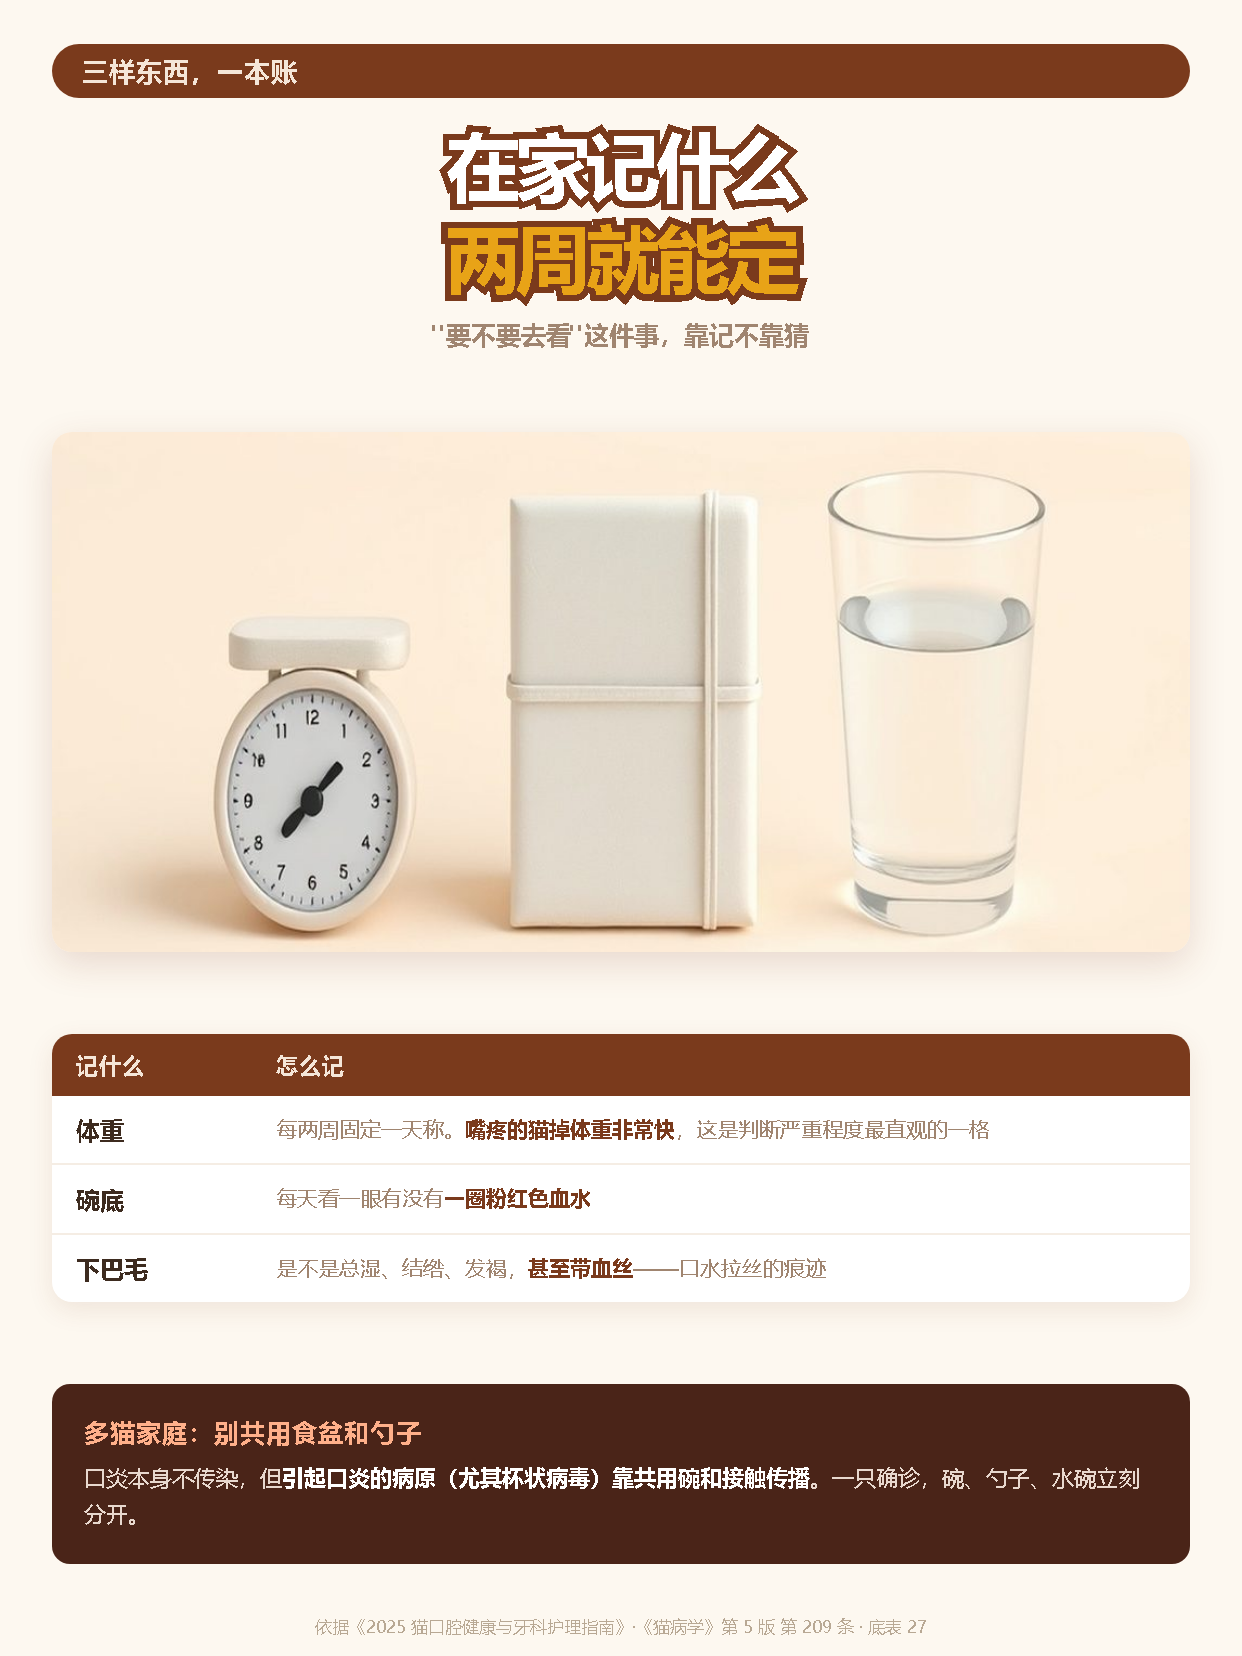 三样东西，一本账
在家记什么
两周就能定
''要不要去看''这件事，靠记不靠猜
12
11 1
10 2
9 3
8 4
7 5
6
记什么 怎么记
体重 每两周固定一天称。嘴疼的猫掉体重非常快，这是判断严重程度最直观的一格
碗底 每天看一眼有没有一圈粉红色血水
下巴毛 是不是总湿、结绺、发褐，甚至带血丝——口水拉丝的痕迹
多猫家庭：别共用食盆和勺子
口炎本身不传染，但引起口炎的病原（尤其杯状病毒）靠共用碗和接触传播。一只确诊，碗、勺子、水碗立刻
分开。
依据《2025 猫口腔健康与牙科护理指南》·《猫病学》第 5 版 第 209 条 · 底表 27